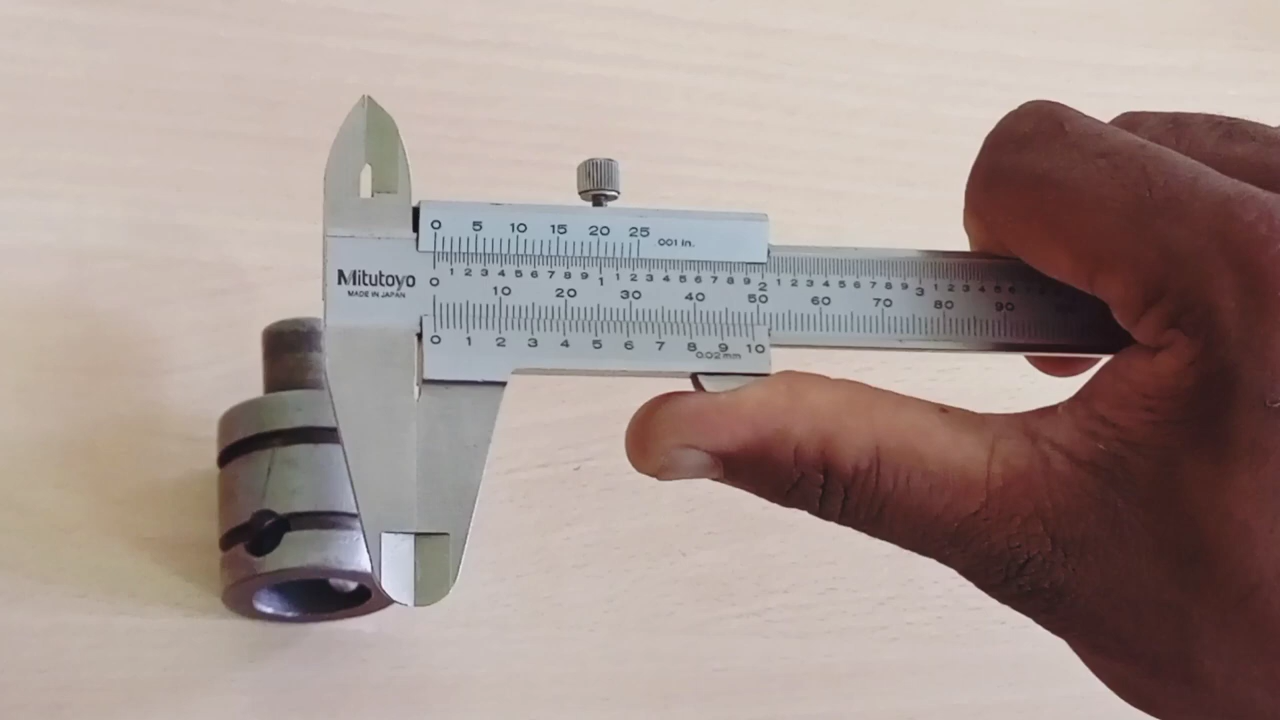 0 5 10 15 20 25 .001 in.
1 2 3 4 5 6 7 8 9 1 1 2 3 4 5 6 7 8 9 2 1 2 3 4 5 6 7 8 9 3 1 2 3 4 5 6
Mitutoyo
MADE IN JAPAN
0 10 20 30 40 50 60 70 80 90
0 1 2 3 4 5 6 7 8 9 10
0.02mm